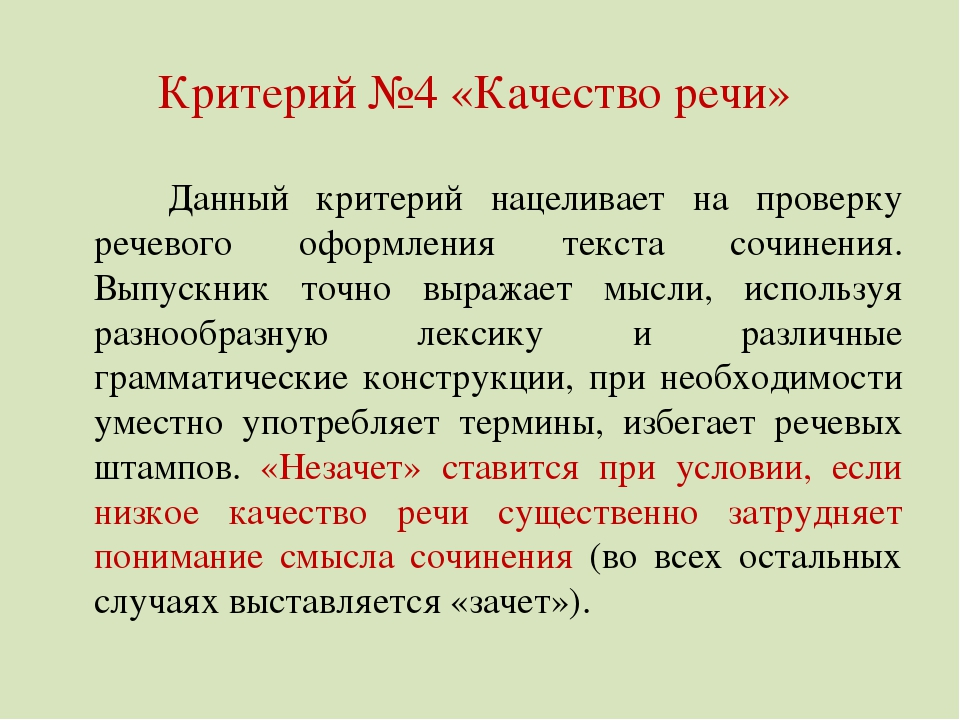 Критерий №4 «Качество речи»
Данный критерий нацеливает на проверку
речевого оформления текста сочинения.
Выпускник точно выражает мысли, используя
разнообразную лексику и различные
грамматические конструкции, при необходимости
уместно употребляет термины, избегает речевых
штампов. «Незачет» ставится при условии, если
низкое качество речи существенно затрудняет
понимание смысла сочинения (во всех остальных
случаях выставляется «зачет»).